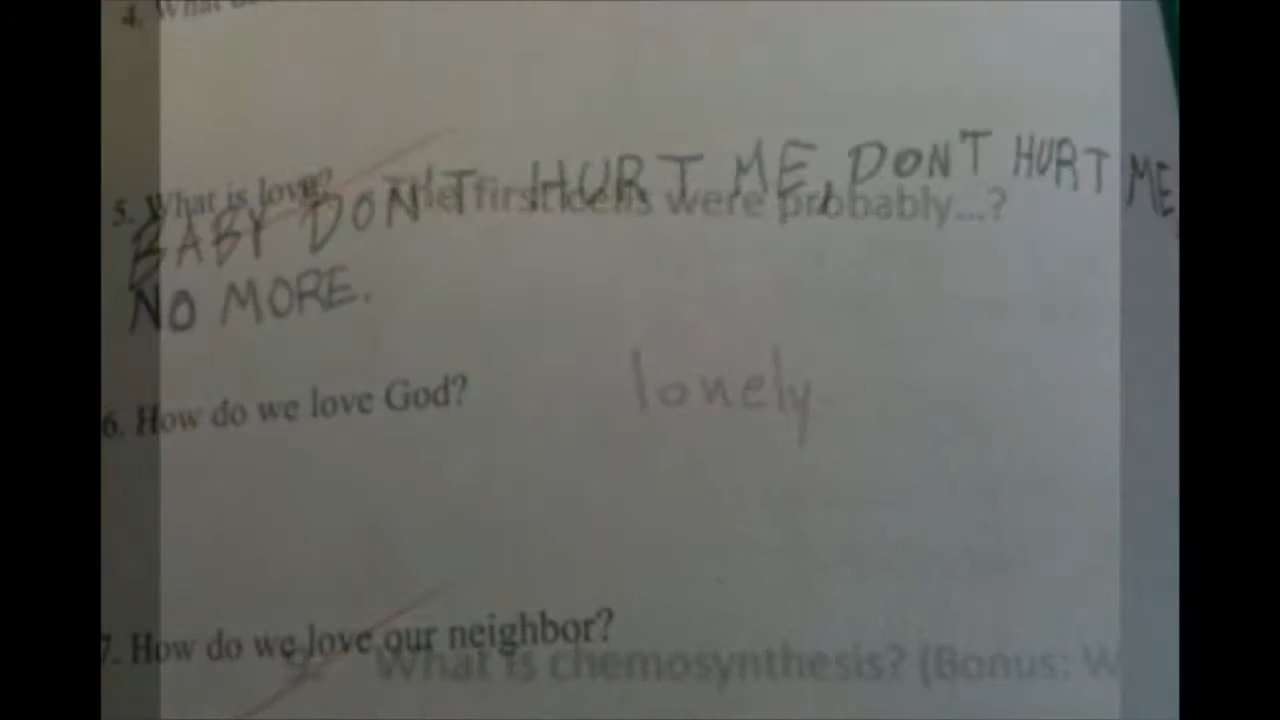 4. What
5. What is love?
The first cells were probably...?
BABY DON'T HURT ME, DON'T HURT ME
NO MORE.
lonely
6. How do we love God?
7. How do we love our neighbor?
What is chemosynthesis? (Bonus: W